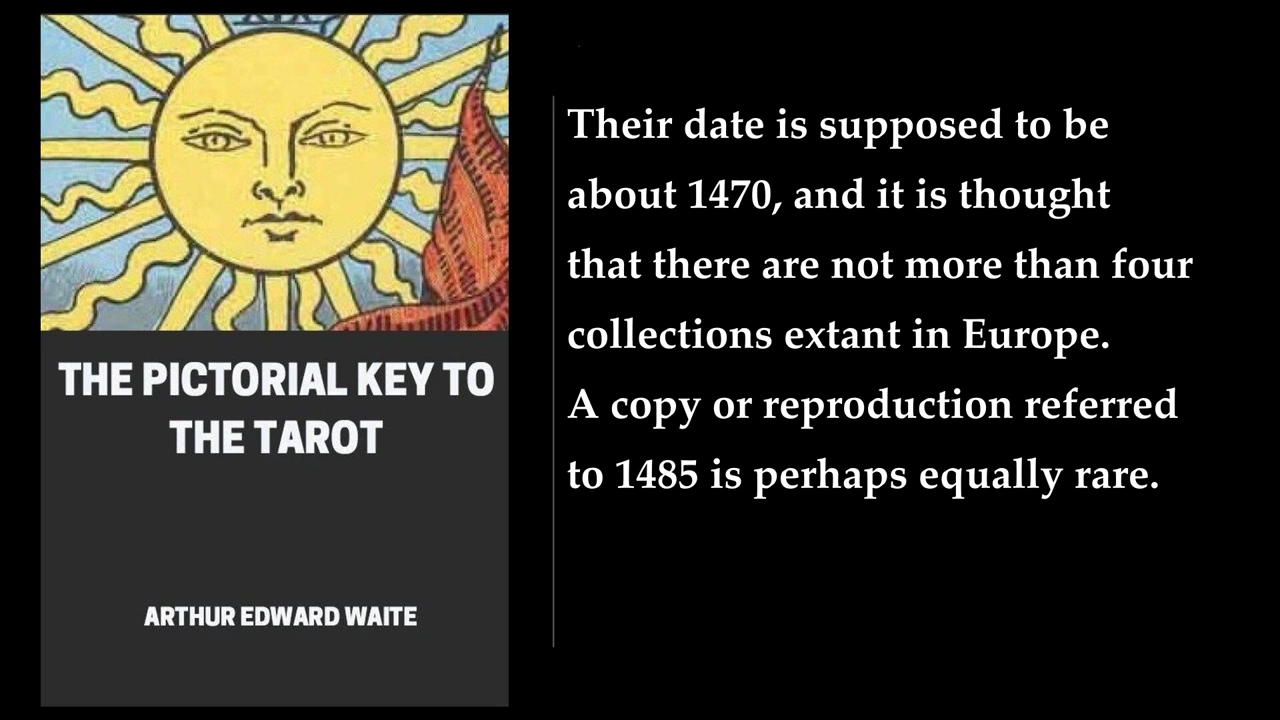 XIX
THE PICTORIAL KEY TO
THE TAROT
ARTHUR EDWARD WAITE
Their date is supposed to be
about 1470, and it is thought
that there are not more than four
collections extant in Europe.
A copy or reproduction referred
to 1485 is perhaps equally rare.